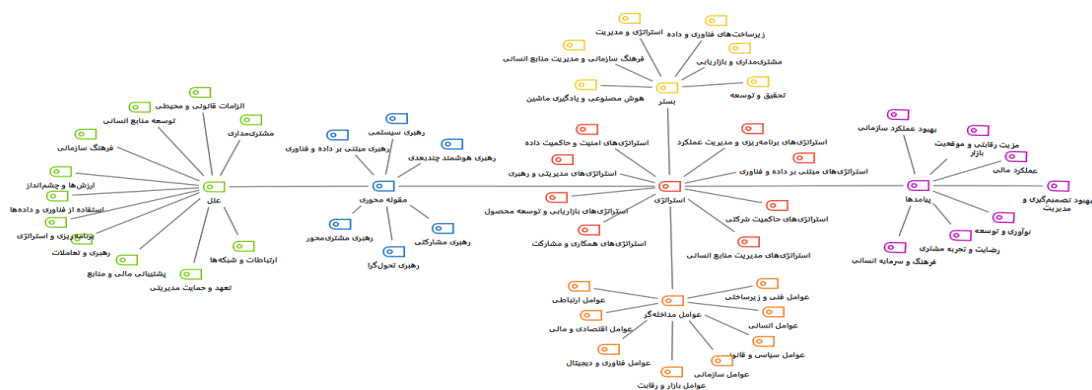 استراتژی و مدیریت
زیرساخت‌های فناوری و داده
فرهنگ سازمانی و مدیریت منابع انسانی
مشتری‌مداری و بازاریابی
هوش مصنوعی و یادگیری ماشین
تحقیق و توسعه
بستر
الزامات قانونی و محیطی
توسعه منابع انسانی
مشتری‌مداری
فرهنگ سازمانی
ارزش‌ها و چشم‌انداز
استفاده از فناوری و داده‌ها
برنامه‌ریزی و استراتژی
رهبری و تعاملات
پشتیبانی مالی و منابع
تعهد و حمایت مدیریتی
ارتباطات و شبکه‌ها
علل
رهبری سیستمی
رهبری مبتنی بر داده و فناوری
رهبری هوشمند چندبعدی
مقوله محوری
رهبری مشتری‌محور
رهبری مشارکتی
رهبری تحول‌گرا
استراتژی‌های امنیت و حاکمیت داده
استراتژی‌های برنامه‌ریزی و مدیریت عملکرد
استراتژی‌های مدیریتی و رهبری
استراتژی‌های مبتنی بر داده و فناوری
استراتژی
استراتژی‌های بازاریابی و توسعه محصول
استراتژی‌های حاکمیت شرکتی
استراتژی‌های همکاری و مشارکت
استراتژی‌های مدیریت منابع انسانی
بهبود عملکرد سازمانی
مزیت رقابتی و موقعیت
بازار
عملکرد مالی
پیامدها
بهبود تصمیم‌گیری و
مدیریت
نوآوری و توسعه
رضایت و تجربه مشتری
فرهنگ و سرمایه انسانی
عوامل فنی و زیرساختی
عوامل ارتباطی
عوامل مداخله‌گر
عوامل انسانی
عوامل اقتصادی و مالی
عوامل سیاسی و قانونی
عوامل فناوری و دیجیتال
عوامل سازمانی
عوامل بازار و رقابت